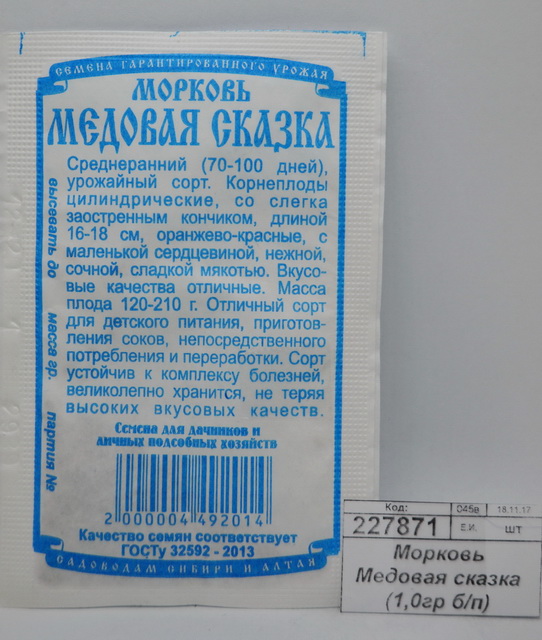 СЕМЕНА ГАРАНТИРОВАННОГО УРОЖАЯ
МОРКОВЬ
МЕДОВАЯ СКАЗКА
Среднеранний (70-100 дней),
урожайный сорт. Корнеплоды
цилиндрические, со слегка
заостренным кончиком, длиной
16-18 см, оранжево-красные, с
маленькой сердцевиной, нежной,
сочной, сладкой мякотью. Вкусо-
вые качества отличные. Масса
плода 120-210 г. Отличный сорт
для детского питания, приготов-
ления соков, непосредственного
потребления и переработки. Сорт
устойчив к комплексу болезней,
великолепно хранится, не теряя
высоких вкусовых качеств.
высевать до масса гр. партия №
Семена для дачников и
личных подсобных хозяйств
2 000004 492014
Качество семян соответствует
ГОСТу 32592 - 2013
САДОВОДАМ СИБИРИ И АЛТАЯ
Код: 045в 18.11.17
227871 Е.И. шт
Морковь
Медовая сказка
(1,0гр б/п)